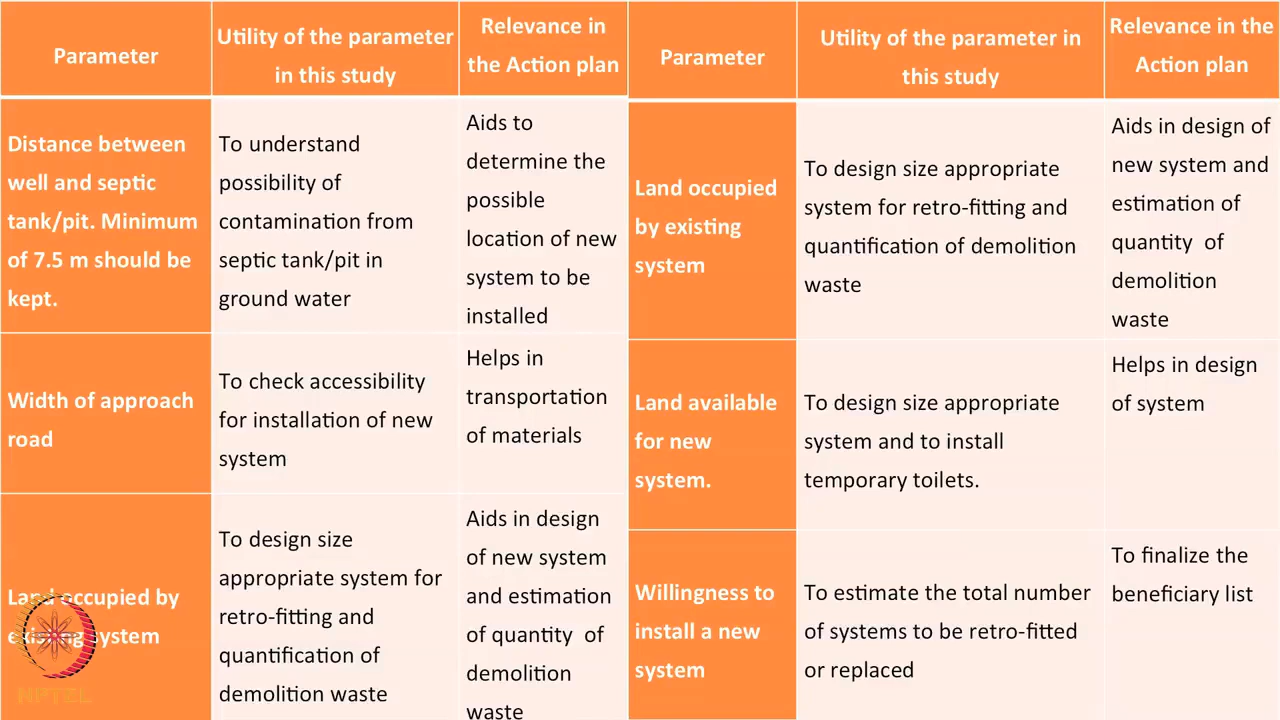 Parameter
Utility of the parameter
in this study
Relevance in
the Action plan
Distance between
well and septic
tank/pit. Minimum
of 7.5 m should be
kept.
To understand
possibility of
contamination from
septic tank/pit in
ground water
Aids to
determine the
possible
location of new
system to be
installed
Width of approach
road
To check accessibility
for installation of new
system
Helps in
transportation
of materials
Land occupied by
existing system
To design size
appropriate system for
retro-fitting and
quantification of
demolition waste
Aids in design
of new system
and estimation
of quantity of
demolition
waste
Parameter
Utility of the parameter in
this study
Relevance in the
Action plan
Land occupied
by existing
system
To design size appropriate
system for retro-fitting and
quantification of demolition
waste
Aids in design of
new system and
estimation of
quantity of
demolition
waste
Land available
for new
system.
To design size appropriate
system and to install
temporary toilets.
Helps in design
of system
Willingness to
install a new
system
To estimate the total number
of systems to be retro-fitted
or replaced
To finalize the
beneficiary list
NPTEL